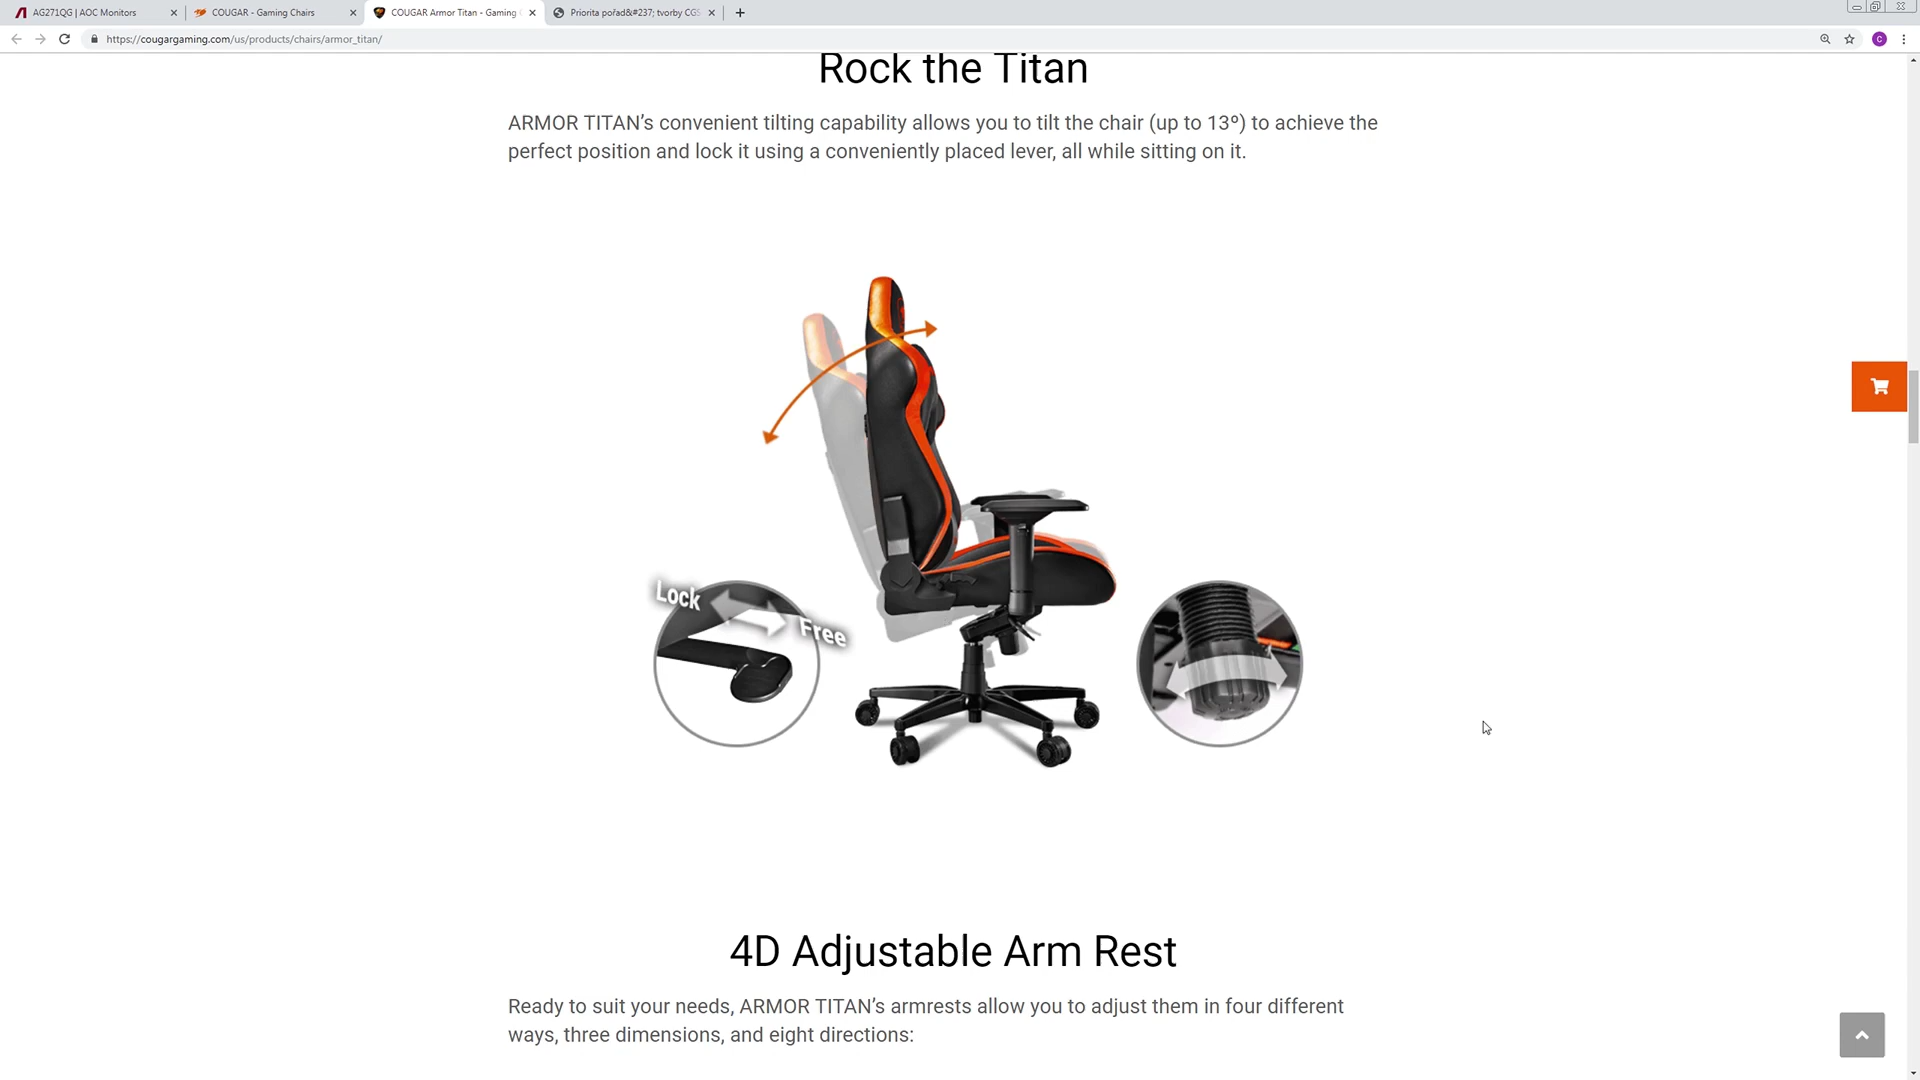 AG271QG | AOC Monitors
COUGAR - Gaming Chairs
COUGAR Armor Titan - Gaming
Priorita pořad&#237; tvorby CGS
https://cougargaming.com/us/products/chairs/armor_titan/
C
Rock the Titan
ARMOR TITAN’s convenient tilting capability allows you to tilt the chair (up to 13º) to achieve the
perfect position and lock it using a conveniently placed lever, all while sitting on it.
Lock
Free
4D Adjustable Arm Rest
Ready to suit your needs, ARMOR TITAN’s armrests allow you to adjust them in four different
ways, three dimensions, and eight directions: